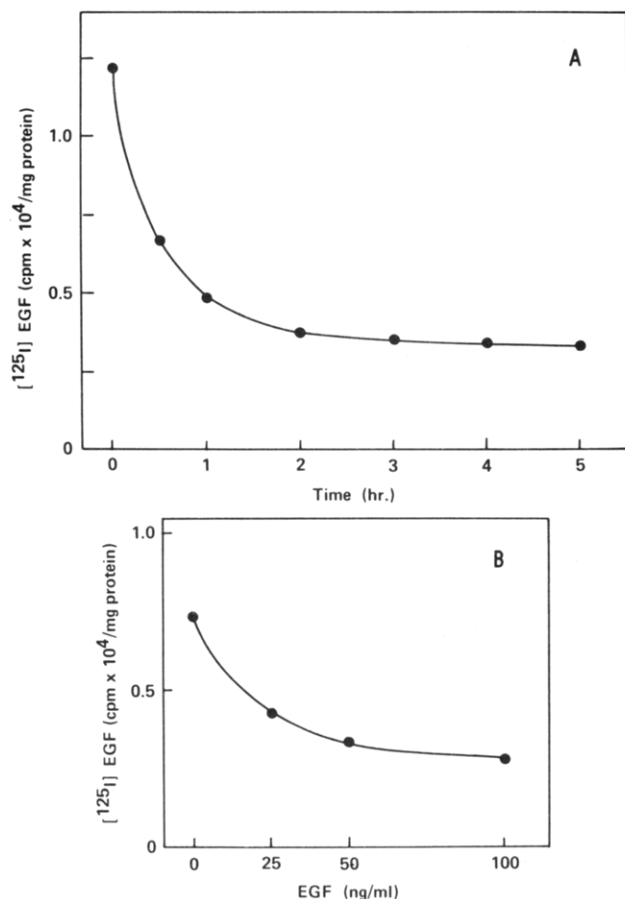 A
[¹²⁵I] EGF (cpm x 10⁴/mg protein)
1.0
0.5
0
0 1 2 3 4 5
Time (hr.)
B
[¹²⁵I] EGF (cpm x 10⁴/mg protein)
1.0
0.5
0
0 25 50 100
EGF (ng/ml)